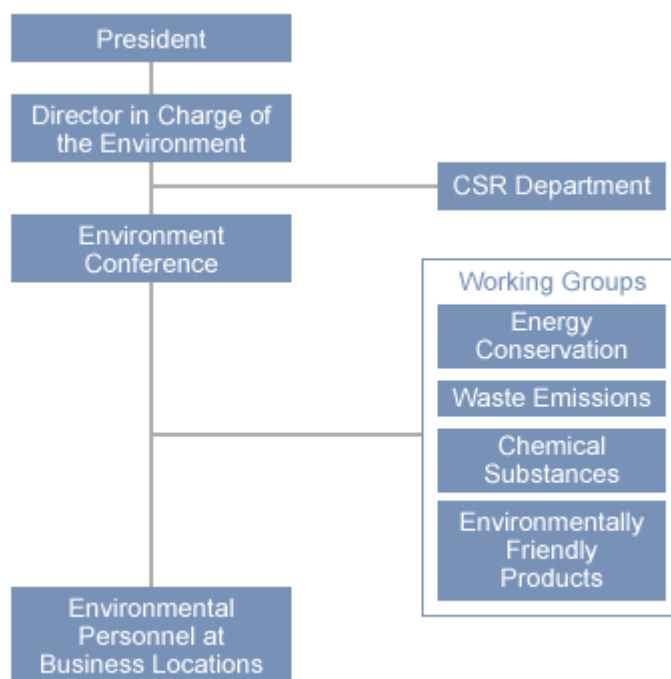 President
Director in Charge of
the Environment
CSR Department
Environment
Conference
Working Groups
Energy
Conservation
Waste Emissions
Chemical
Substances
Environmentally
Friendly
Products
Environmental
Personnel at
Business Locations